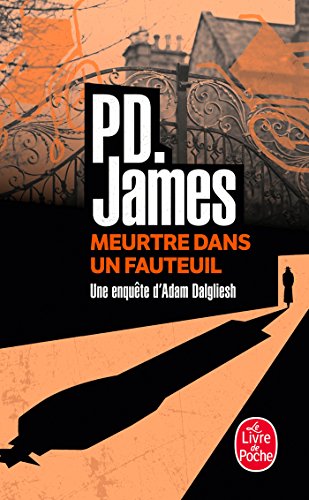 P.D.
James
MEURTRE DANS
UN FAUTEUIL
Une enquête d'Adam Dalgliesh
Le
Livre
de
Poche